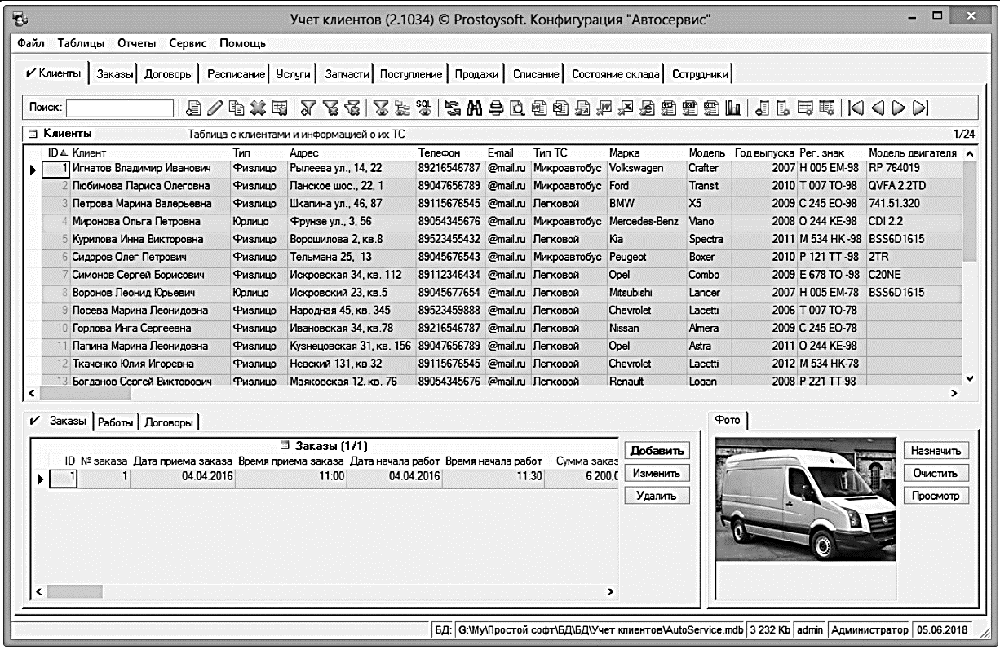 Учет клиентов (2.1034) © Prostoysoft. Конфигурация "Автосервис"
Файл Таблицы Отчеты Сервис Помощь
Клиенты Заказы Договоры Расписание Услуги Запчасти Поступление Продажи Списание Состояние склада Сотрудники
Поиск: SQL
Клиенты Таблица с клиентами и информацией о их ТС 1/24
ID Клиент Тип Адрес Телефон E-mail Тип ТС Марка Модель Год выпуска Рег. знак Модель двигателя
1 Игнатов Владимир Иванович Физлицо Рылеева ул., 14, 22 89216546787 @mail.ru Микроавтобус Volkswagen Crafter 2007 Н 005 ЕМ-98 RP 764019
2 Любимова Лариса Олеговна Физлицо Ланское шос., 22, 1 89047656789 @mail.ru Микроавтобус Ford Transit 2010 Т 007 ТО-98 QVFA 2.2TD
3 Петрова Марина Валерьевна Физлицо Шкапина ул., 46, 87 89115676545 @mail.ru Легковой BMW X5 2009 С 245 ЕО-98 741.51.320
4 Миронова Ольга Петровна Юрлицо Фрунзе ул., 3, 56 89054345676 @mail.ru Микроавтобус Mercedes-Benz Viano 2008 О 244 КЕ-98 CDI 2.2
5 Курилова Инна Викторовна Физлицо Ворошилова 2, кв.8 89523455432 @mail.ru Легковой Kia Spectra 2011 М 534 НК -98 BSS6D1615
6 Сидоров Олег Петрович Физлицо Тельмана 25, 13 89045676543 @mail.ru Микроавтобус Peugeot Boxer 2010 Р 121 ТТ -98 2TR
7 Симонов Сергей Борисович Физлицо Искровская 34, кв. 112 89112346434 @mail.ru Легковой Opel Combo 2009 Е 678 ТО -98 C20NE
8 Воронов Леонид Юрьевич Юрлицо Искровский 23, кв.5 89045677654 @mail.ru Легковой Mitsubishi Lancer 2007 Н 005 ЕМ-78 BSS6D1615
9 Лосева Марина Леонидовна Физлицо Народная 45, кв. 345 89523459888 @mail.ru Легковой Chevrolet Lacetti 2006 Т 007 ТО-78
10 Горлова Инга Сергеевна Физлицо Ивановская 34, кв.78 89216546787 @mail.ru Легковой Nissan Almera 2009 С 245 ЕО-78
11 Лапина Марина Леонидовна Физлицо Кузнецовская 31, кв. 156 89047656789 @mail.ru Легковой Opel Astra 2011 О 244 КЕ-98
12 Ткаченко Юлия Игоревна Физлицо Невский 131, кв.32 89115676545 @mail.ru Легковой Chevrolet Lacetti 2012 М 534 НК-78
13 Богданов Сергей Викторович Физлицо Маяковская 12, кв. 76 89054345676 @mail.ru Легковой Renault Logan 2008 Р 221 ТТ-98
Заказы Работы Договоры Фото
Заказы (1/1) Добавить Назначить
ID № заказа Дата приема заказа Время приема заказа Дата начала работ Время начала работ Сумма заказ
1 1 04.04.2016 11:00 04.04.2016 11:30 6 200,0 Изменить Очистить
Удалить Просмотр
БД: G:\My\Простой софт\БД\БД\Учет клиентов\AutoService.mdb 3 232 Kb admin Администратор 05.06.2018